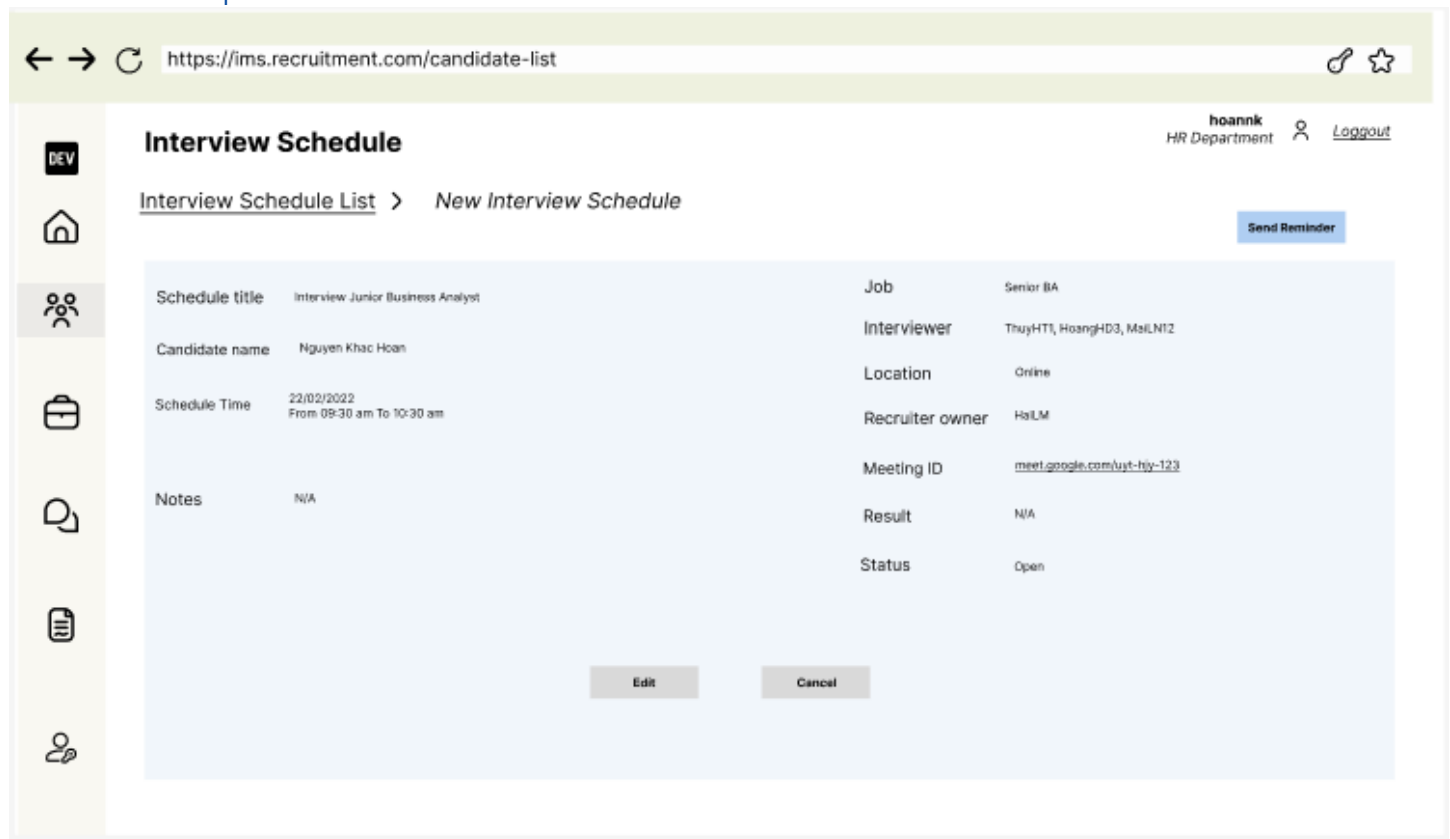 https://ims.recruitment.com/candidate-list
DEV
Interview Schedule
hoannk
HR Department
Loggout
Interview Schedule List > New Interview Schedule
Send Reminder
Schedule title Interview Junior Business Analyst
Candidate name Nguyen Khac Hoan
Schedule Time 22/02/2022
From 09:30 am To 10:30 am
Notes N/A
Job Senior BA
Interviewer ThuyHT1, HoangHD3, MaiLN12
Location Online
Recruiter owner HaiLM
Meeting ID meet.google.com/uyt-hjy-123
Result N/A
Status Open
Edit
Cancel